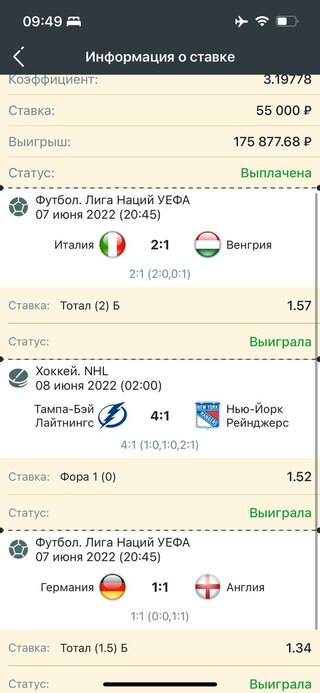 09:49
Информация о ставке
Коэффициент: 3.19778
Ставка: 55 000 ₽
Выигрыш: 175 877.68 ₽
Статус: Выплачена
Футбол. Лига Наций УЕФА
07 июня 2022 (20:45)
Италия 2:1 Венгрия
2:1 (2:0,0:1)
Ставка: Тотал (2) Б 1.57
Статус: Выиграла
Хоккей. NHL
08 июня 2022 (02:00)
Тампа-Бэй Лайтнингс 4:1 Нью-Йорк Рейнджерс
NEW YORK
RANGERS
4:1 (1:0,1:0,2:1)
Ставка: Фора 1 (0) 1.52
Статус: Выиграла
Футбол. Лига Наций УЕФА
07 июня 2022 (20:45)
Германия 1:1 Англия
1:1 (0:0,1:1)
Ставка: Тотал (1.5) Б 1.34
Статус: Выиграла